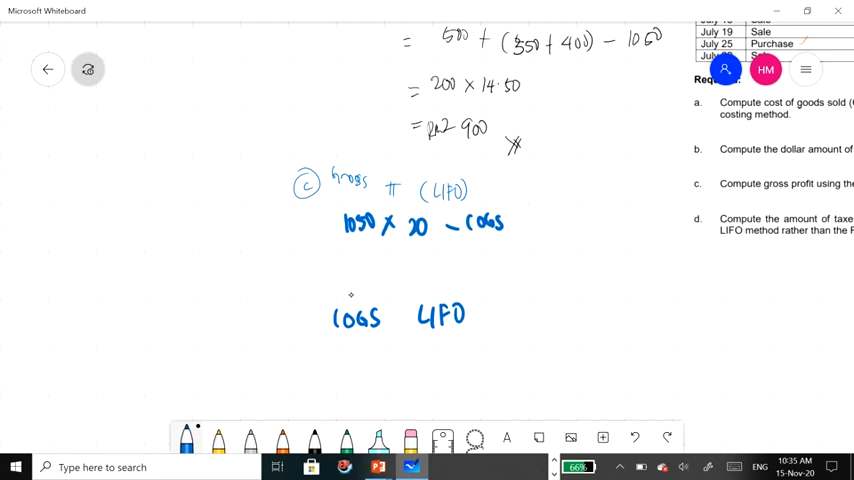 Microsoft Whiteboard
= 500 + (350 + 400) - 1050
= 200 × 14.50
= RM2 900
July 19 Sale
July 25 Purchase
HM
a. Compute cost of goods sold (
costing method.
b. Compute the dollar amount of
c. Compute gross profit using the
d. Compute the amount of taxe
LIFO method rather than the F
c Gross π (LIFO)
1050 × 20 - COGS
COGS LIFO
A
Type here to search
66%
ENG
10:35 AM
15-Nov-20